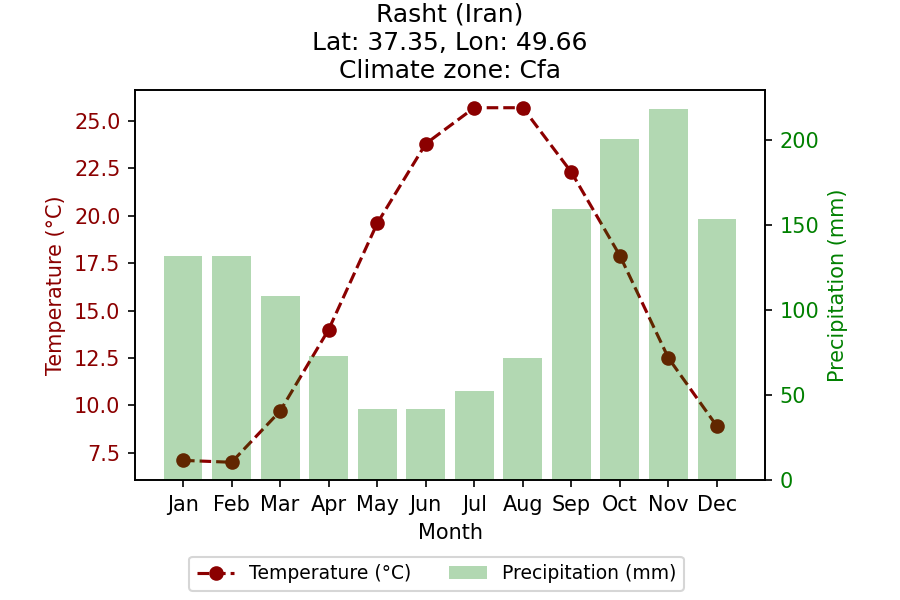 Rasht (Iran)
Lat: 37.35, Lon: 49.66
Climate zone: Cfa
Temperature (°C)
25.0
22.5
20.0
17.5
15.0
12.5
10.0
7.5
Precipitation (mm)
200
150
100
50
0
Jan Feb Mar Apr May Jun Jul Aug Sep Oct Nov Dec
Month
Temperature (°C) Precipitation (mm)